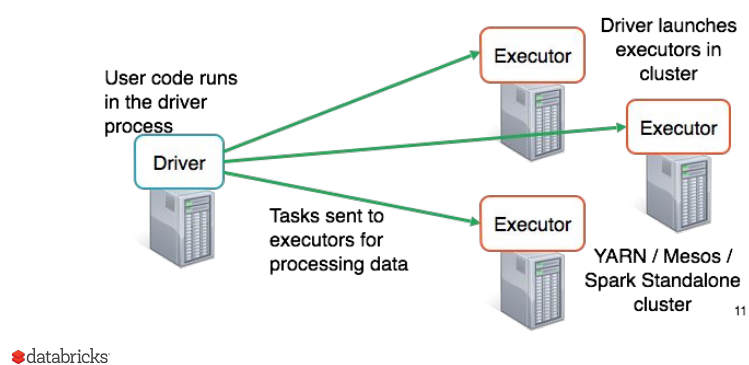 User code runs
in the driver
process
Driver
Tasks sent to
executors for
processing data
Executor
Driver launches
executors in
cluster
Executor
Executor
YARN / Mesos /
Spark Standalone
cluster
11
databricks